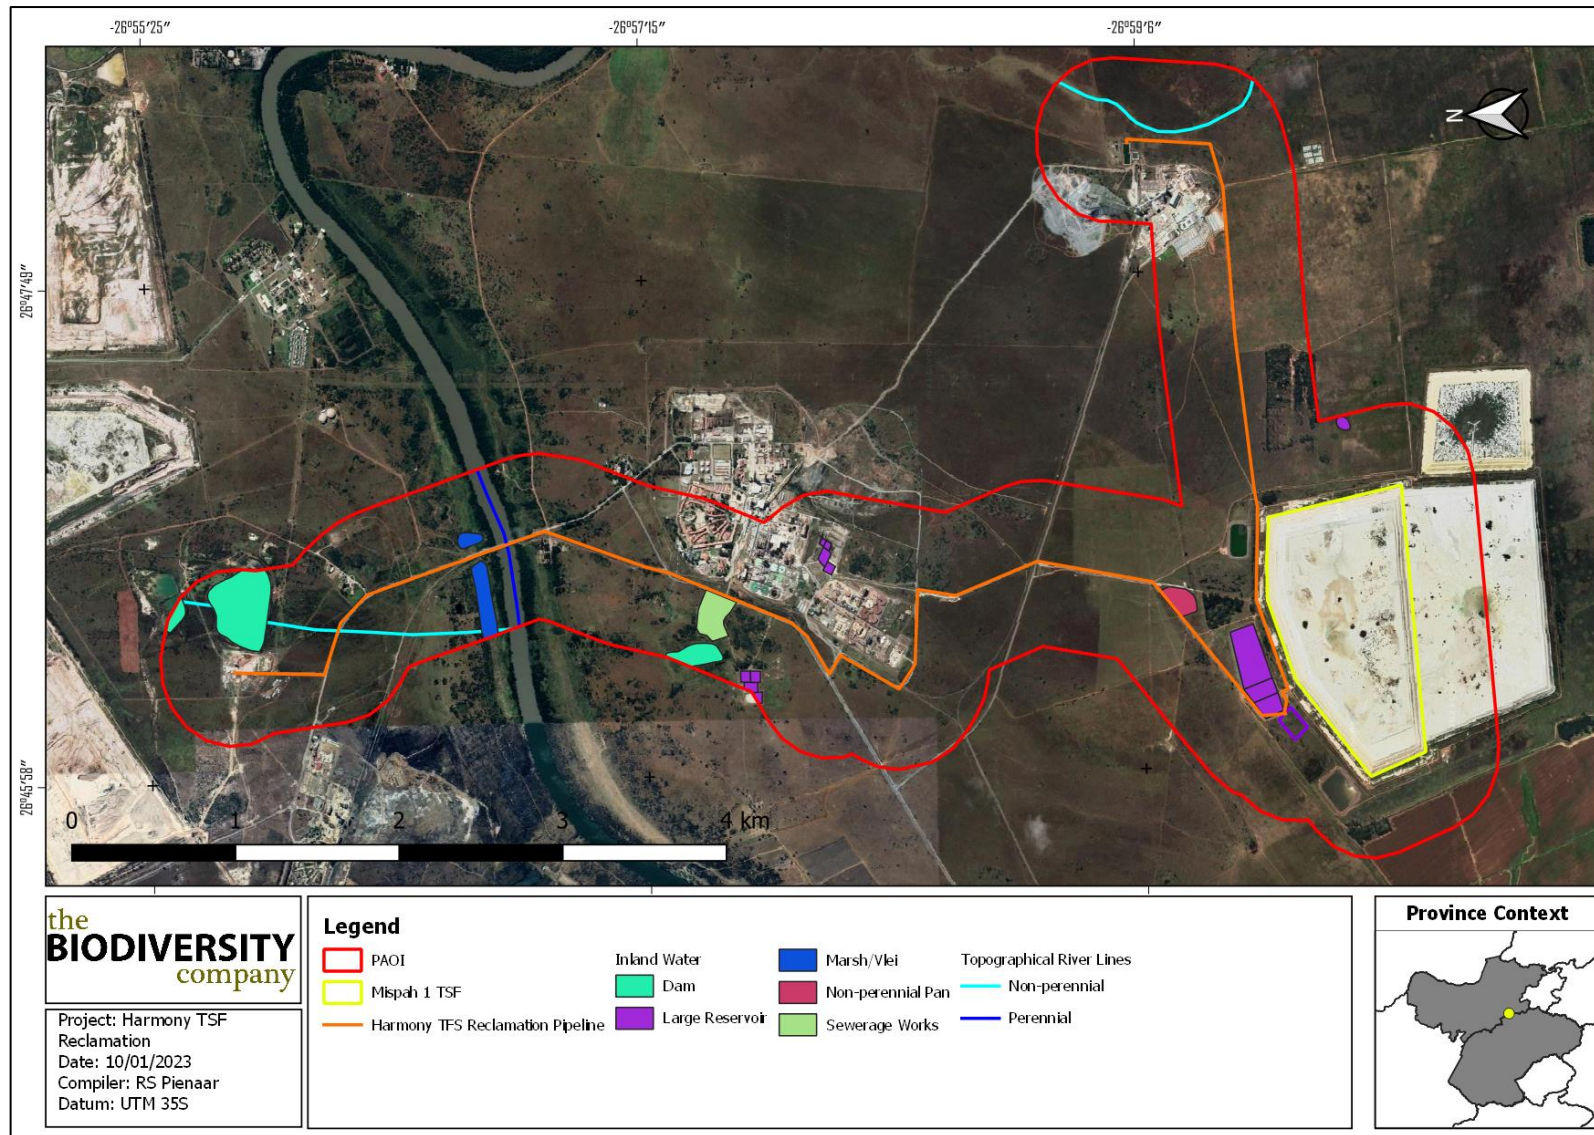 -26°55′25″
-26°57′15″
-26°59′6″
N
26°47′49″
26°45′58″
0
1
2
3
4 km
the
BIODIVERSITY
company
Project: Harmony TSF
Reclamation
Date: 10/01/2023
Compiler: RS Pienaar
Datum: UTM 35S
Legend
PAOI
Mispah 1 TSF
Harmony TFS Reclamation Pipeline
Inland Water
Dam
Large Reservoir
Marsh/Vlei
Non-perennial Pan
Sewerage Works
Topographical River Lines
Non-perennial
Perennial
Province Context